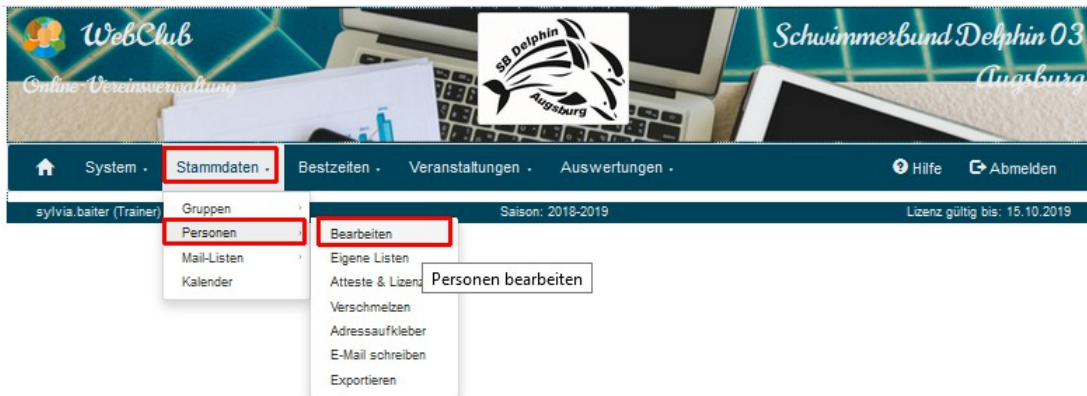 WebClub
Online-Vereinsverwaltung
SB Delphin
Augsburg
Schwimmerbund Delphin 03
Augsburg
System
Stammdaten
Bestzeiten
Veranstaltungen
Auswertungen
Hilfe
Abmelden
sylvia.baiter (Trainer)
Saison: 2018-2019
Lizenz gültig bis: 15.10.2019
Gruppen
Personen
Mail-Listen
Kalender
Bearbeiten
Eigene Listen
Atteste & Lizenz
Verschmelzen
Adressaufkleber
E-Mail schreiben
Exportieren
Personen bearbeiten